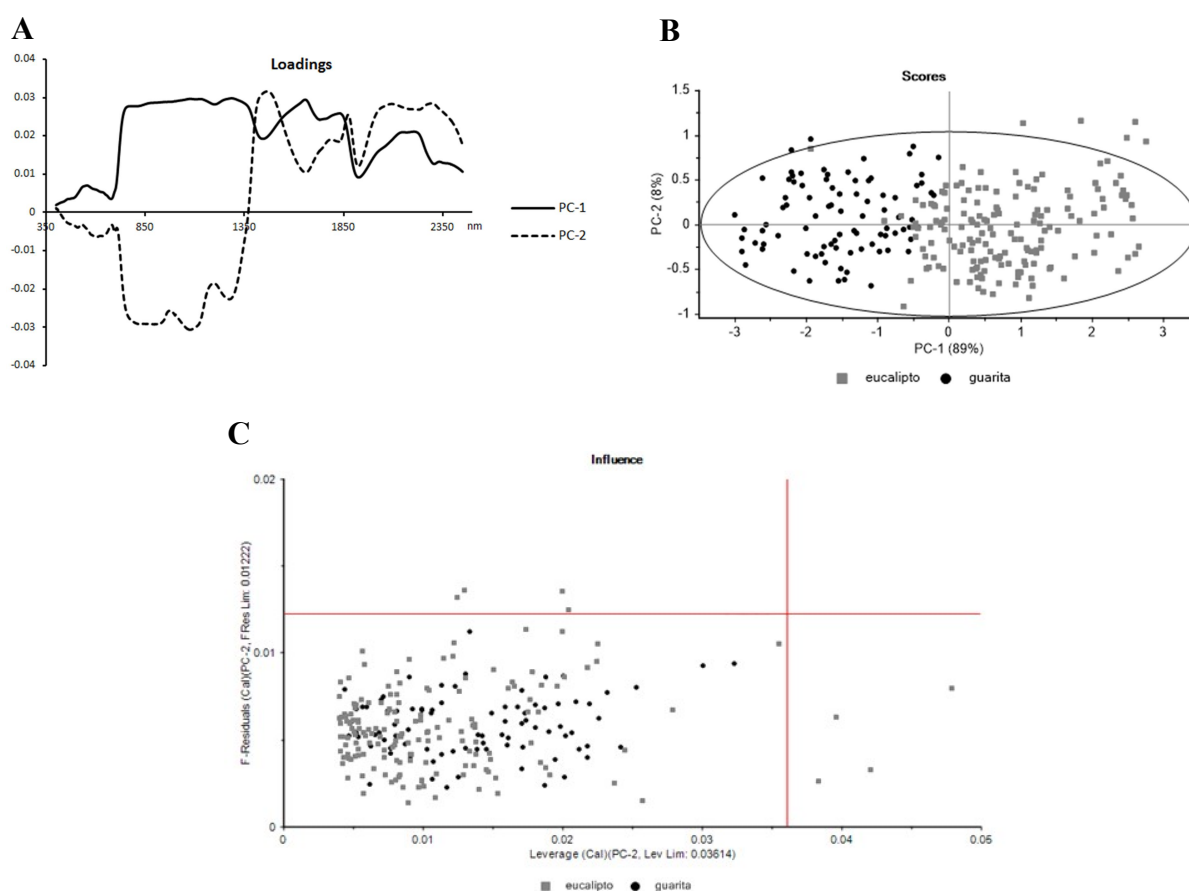 A
Loadings
0.04
0.03
0.02
0.01
0
-0.01
-0.02
-0.03
-0.04
350 850 1350 1850 2350 nm
PC-1
PC-2
B
Scores
PC-2 (8%)
1.5
1
0.5
0
-0.5
-1
-3 -2 -1 0 1 2 3
PC-1 (89%)
eucalipto guarita
C
Influence
F-Residuals (Cal)(PC-2, FRes Lim: 0.01222)
0.02
0.01
0
0 0.01 0.02 0.03 0.04 0.05
Leverage (Cal)(PC-2, Lev Lim: 0.03614)
eucalipto guarita